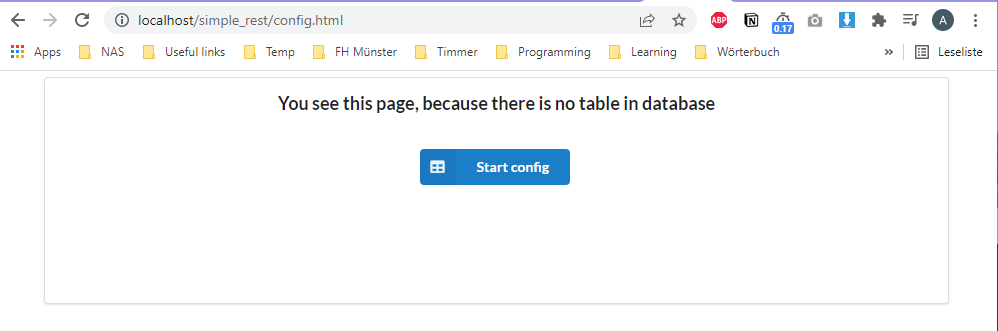 localhost/simple_rest/config.html
ABP
0.17
A
Apps NAS Useful links Temp FH Münster Timmer Programming Learning Wörterbuch » Leseliste
You see this page, because there is no table in database
Start config